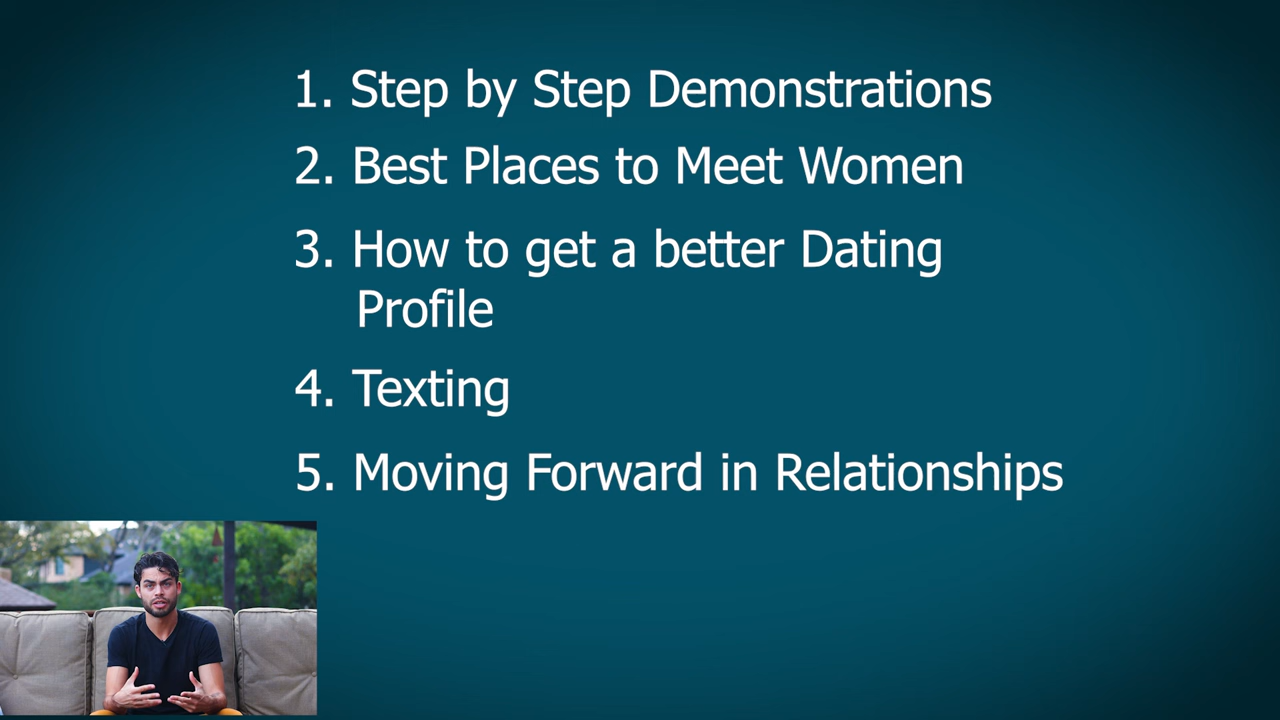 1. Step by Step Demonstrations
2. Best Places to Meet Women
3. How to get a better Dating
Profile
4. Texting
5. Moving Forward in Relationships